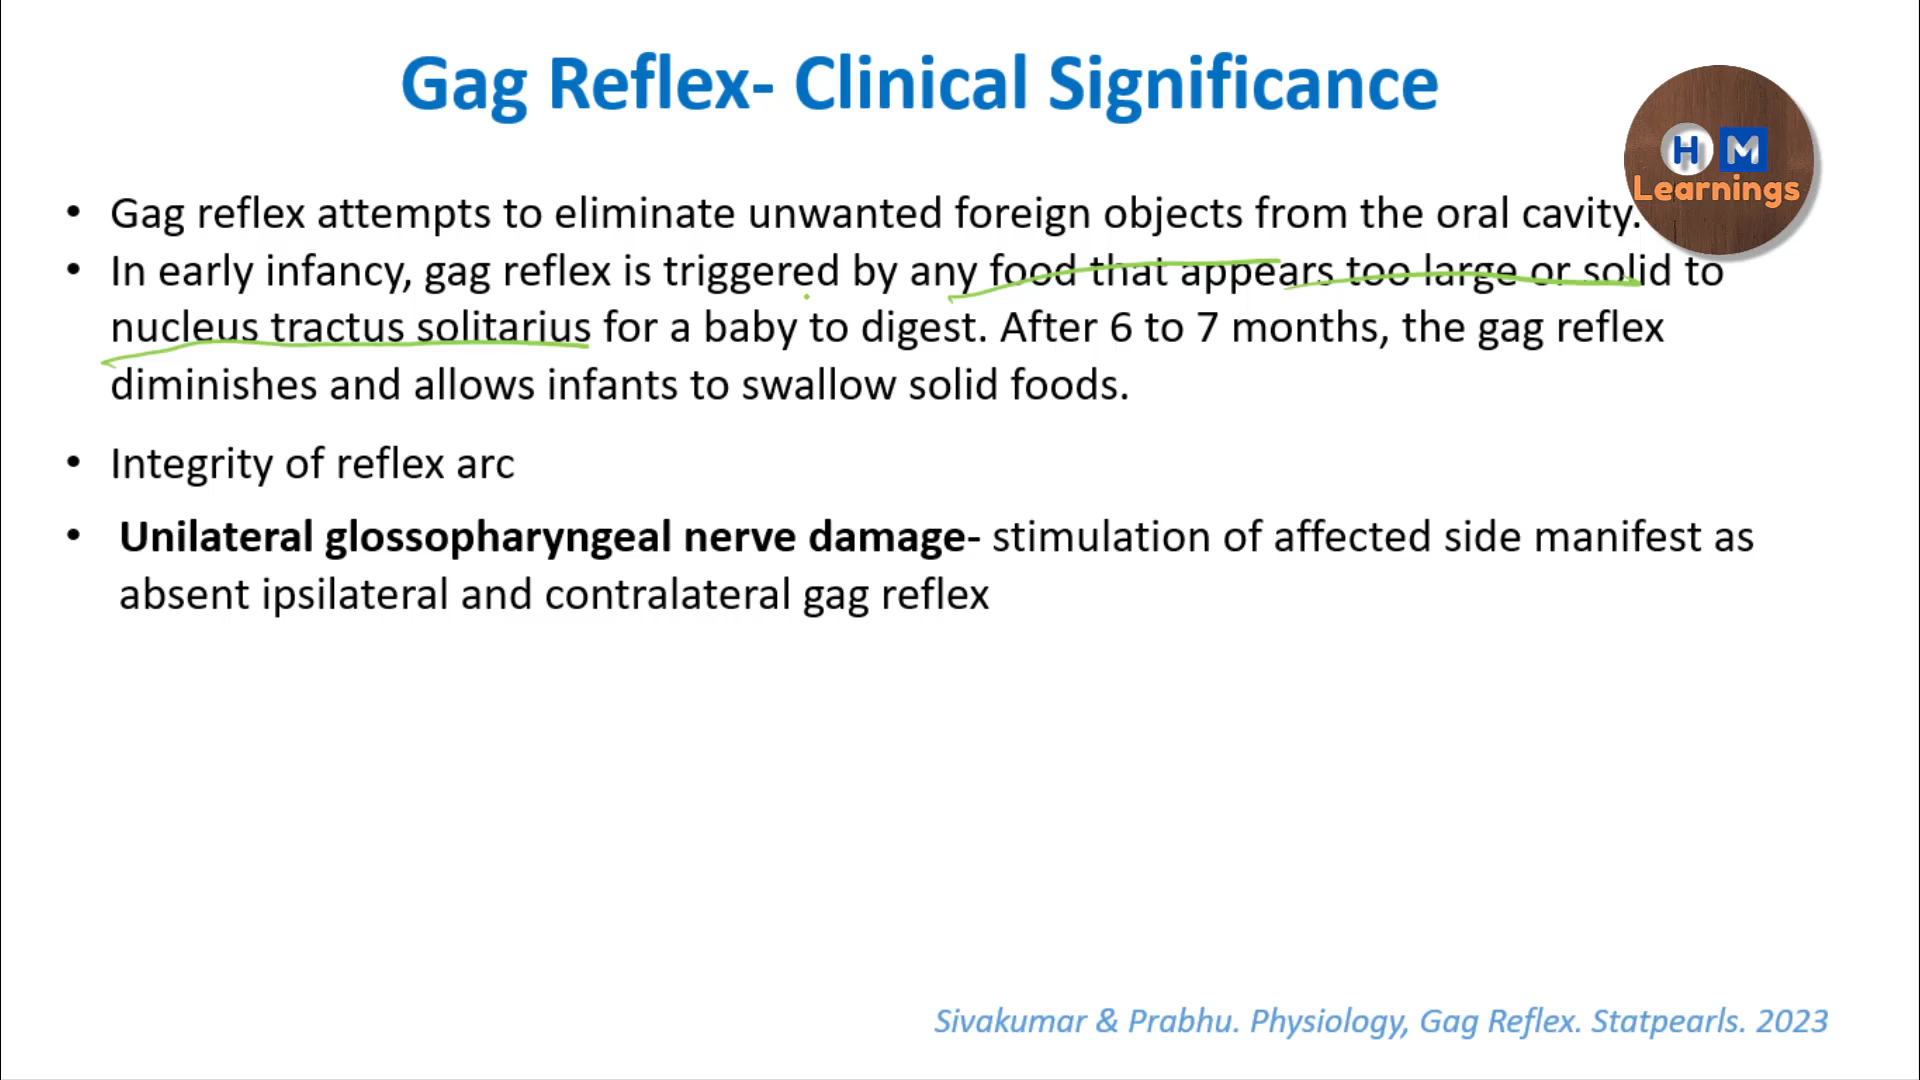 Gag Reflex- Clinical Significance
H M
Learnings
• Gag reflex attempts to eliminate unwanted foreign objects from the oral cavity.
• In early infancy, gag reflex is triggered by any food that appears too large or solid to
nucleus tractus solitarius for a baby to digest. After 6 to 7 months, the gag reflex
diminishes and allows infants to swallow solid foods.
• Integrity of reflex arc
• Unilateral glossopharyngeal nerve damage- stimulation of affected side manifest as
absent ipsilateral and contralateral gag reflex
Sivakumar & Prabhu. Physiology, Gag Reflex. Statpearls. 2023